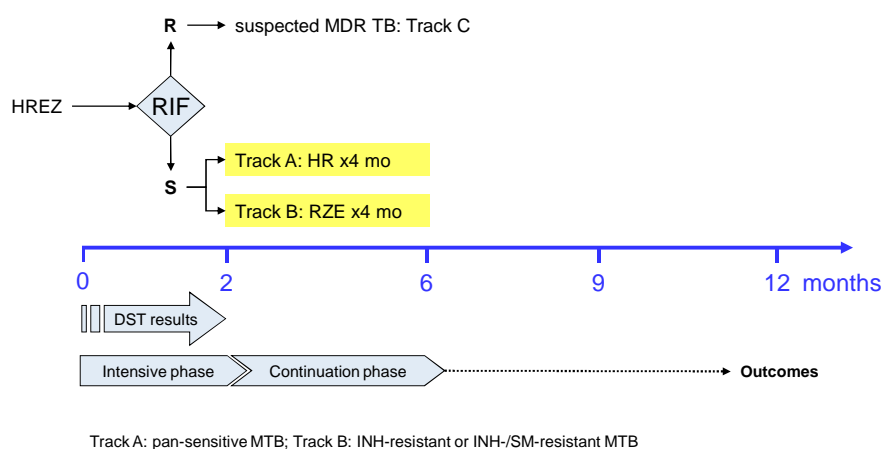 R
suspected MDR TB: Track C
HREZ
RIF
Track A: HR x4 mo
S
Track B: RZE x4 mo
0 2 6 9 12 months
DST results
Intensive phase Continuation phase Outcomes
Track A: pan-sensitive MTB; Track B: INH-resistant or INH-/SM-resistant MTB